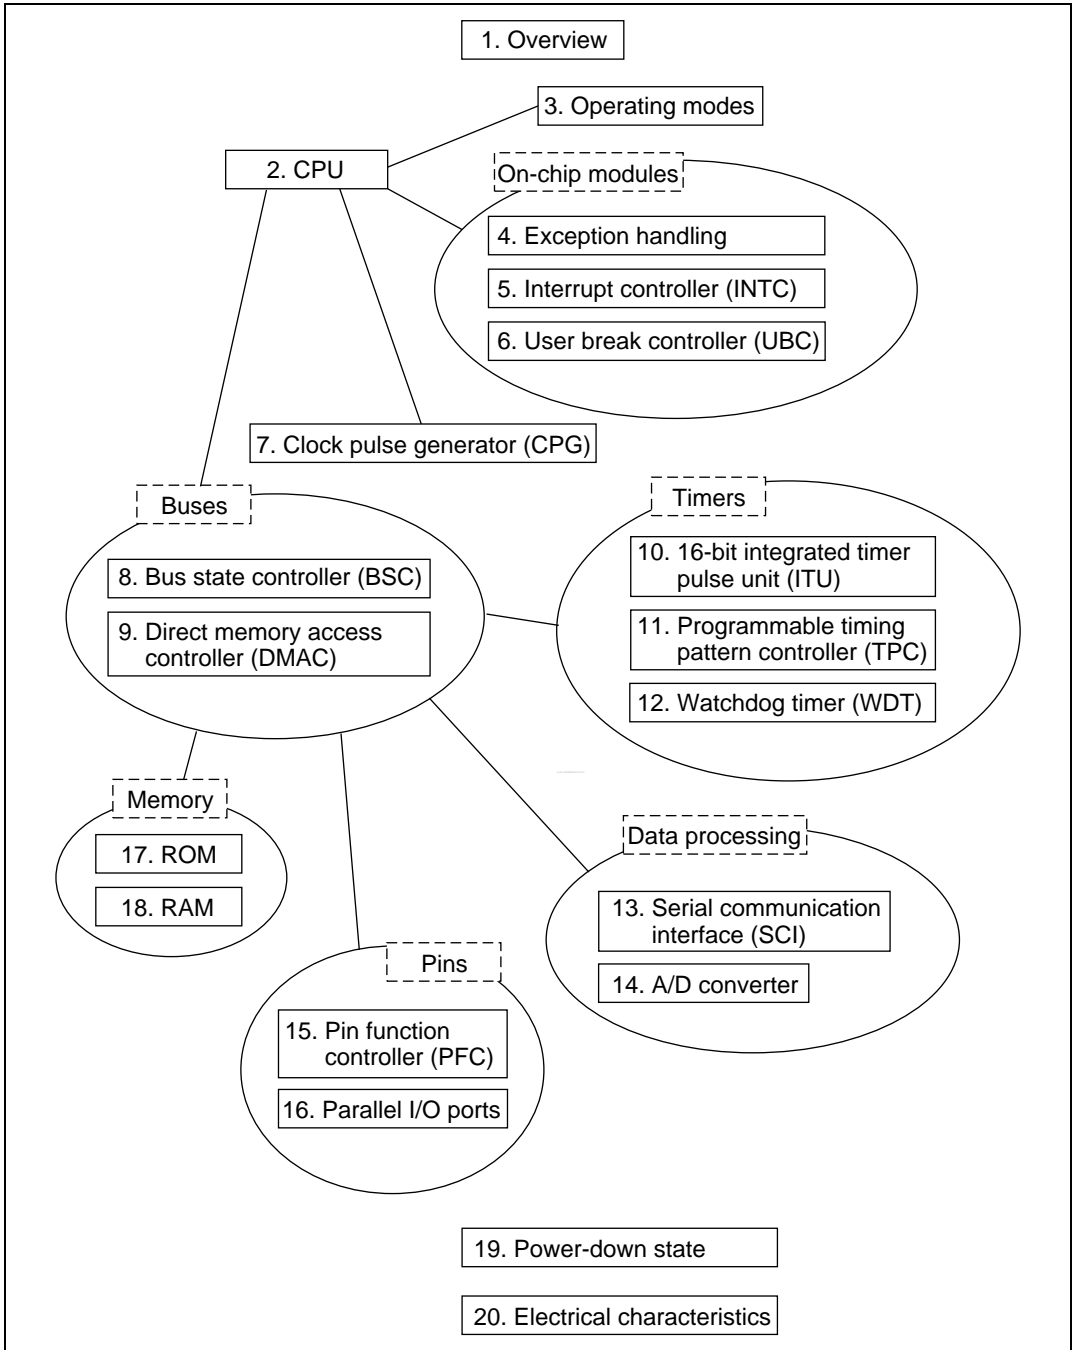 1. Overview
3. Operating modes
2. CPU
On-chip modules
4. Exception handling
5. Interrupt controller (INTC)
6. User break controller (UBC)
7. Clock pulse generator (CPG)
Buses
8. Bus state controller (BSC)
9. Direct memory access
controller (DMAC)
Timers
10. 16-bit integrated timer
pulse unit (ITU)
11. Programmable timing
pattern controller (TPC)
12. Watchdog timer (WDT)
Memory
17. ROM
18. RAM
Data processing
13. Serial communication
interface (SCI)
14. A/D converter
Pins
15. Pin function
controller (PFC)
16. Parallel I/O ports
19. Power-down state
20. Electrical characteristics